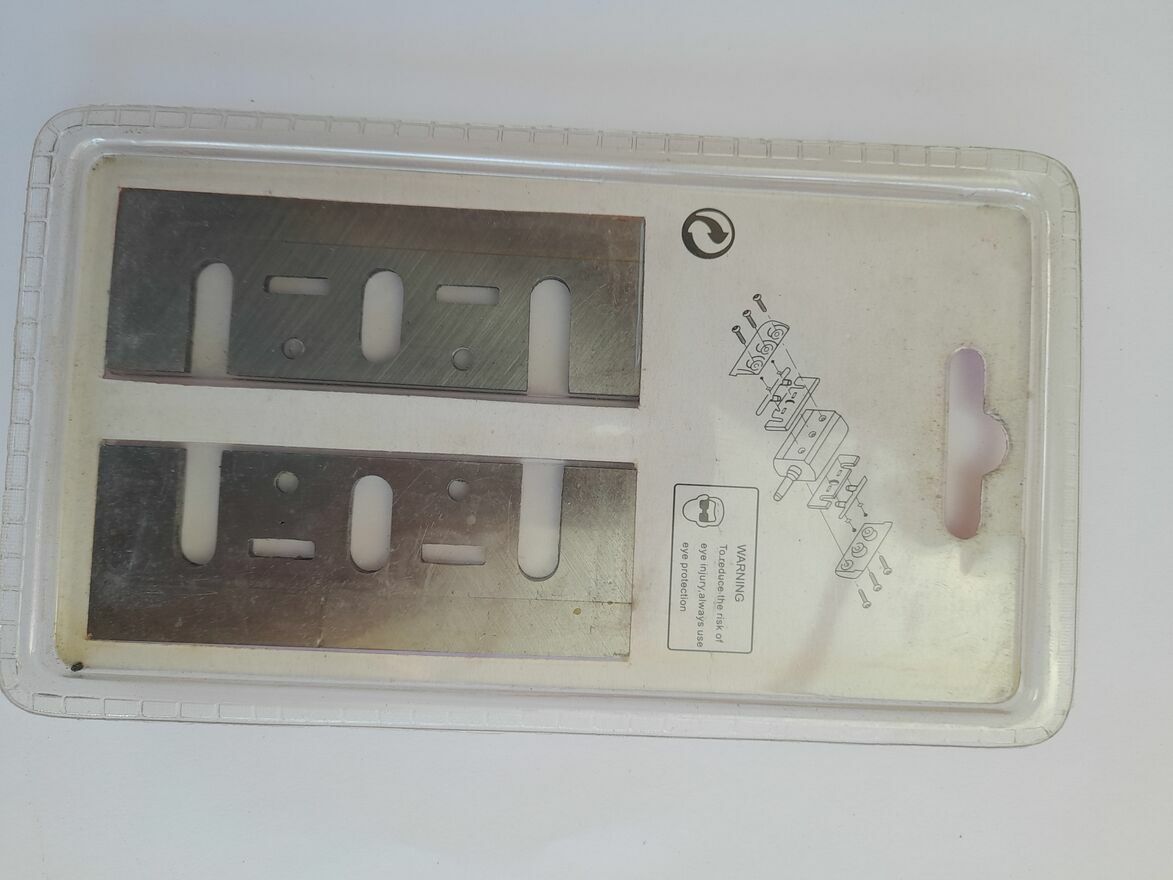 WARNING
To.reduce.the risk of
eye injury,always use
eye protection